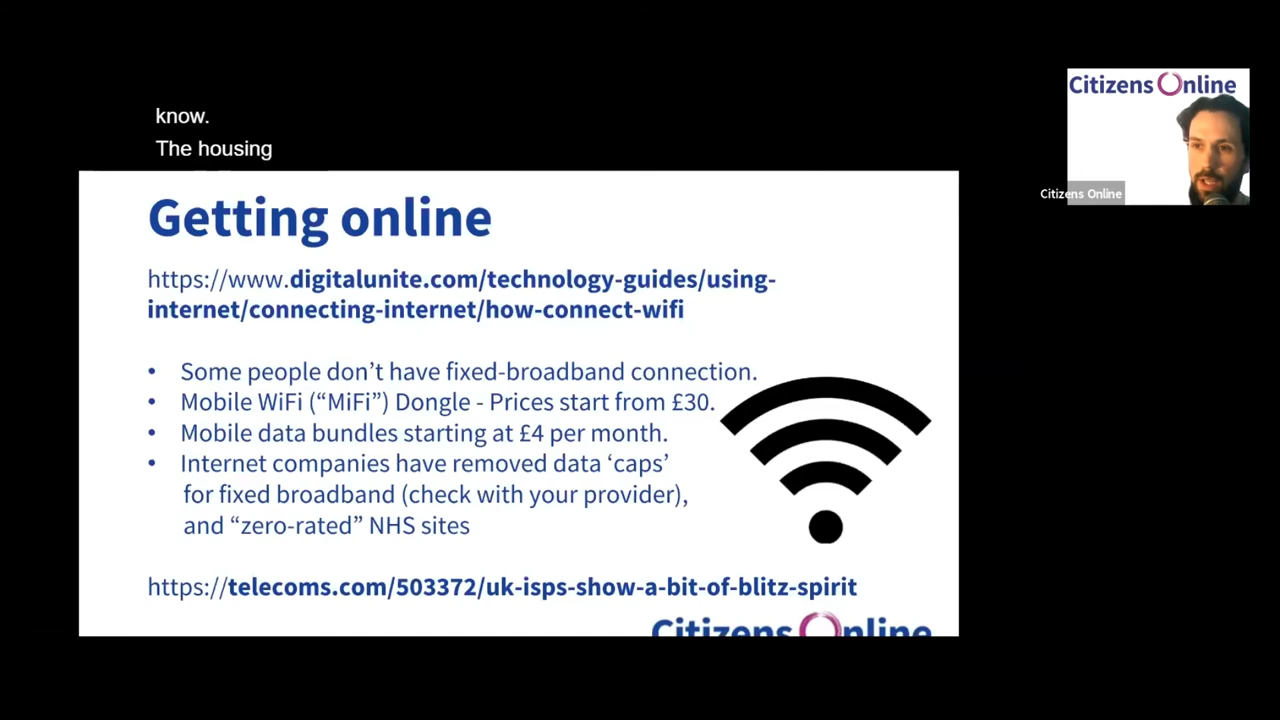 know.
The housing
Citizens Online
Citizens Online
Getting online
https://www.digitalunite.com/technology-guides/using-
internet/connecting-internet/how-connect-wifi
• Some people don’t have fixed-broadband connection.
• Mobile WiFi (“MiFi”) Dongle - Prices start from £30.
• Mobile data bundles starting at £4 per month.
• Internet companies have removed data ‘caps’
for fixed broadband (check with your provider),
and “zero-rated” NHS sites
https://telecoms.com/503372/uk-isps-show-a-bit-of-blitz-spirit
Citizens Online